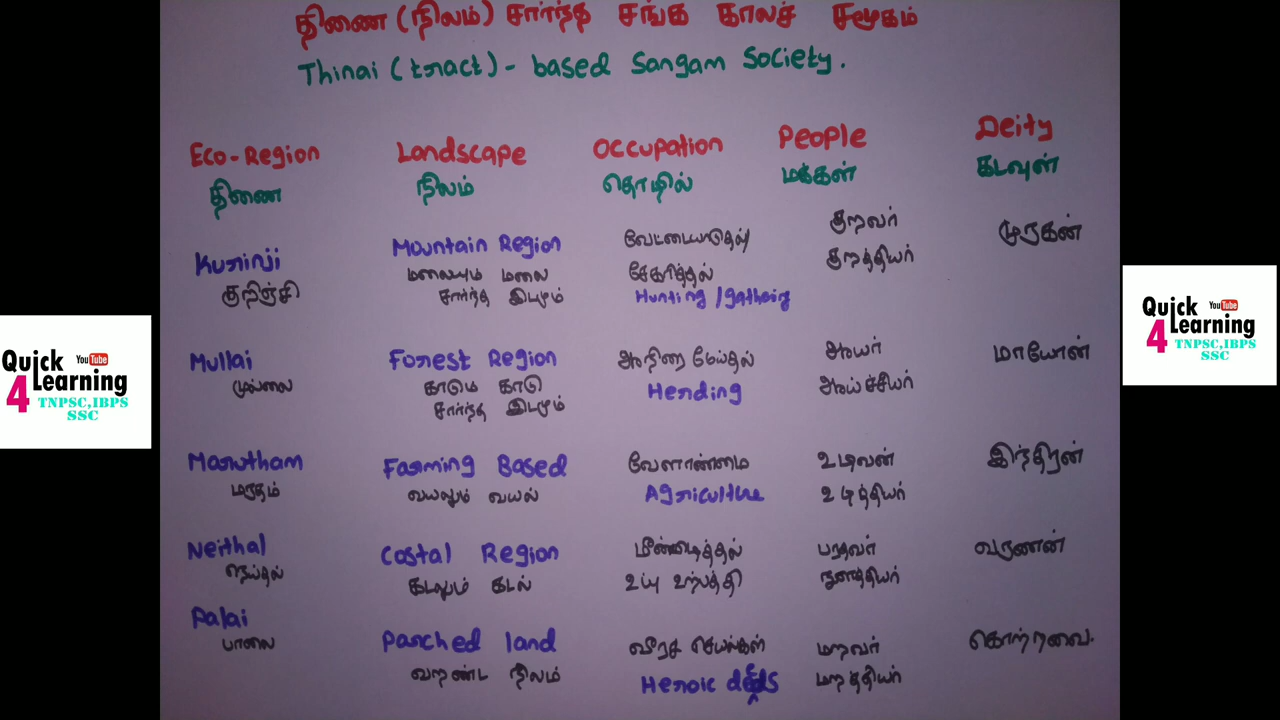 திணை (நிலம்) சார்ந்த சங்க காலச் சமூகம்
Thinai (tract) - based Sangam Society.
Eco-Region Landscape Occupation People Deity
திணை நிலம் தொழில் மக்கள் கடவுள்
Kurinji Mountain Region வேட்டையாடுதல்/ குறவர் முருகன்
குறிஞ்சி மலையும் மலை சேகரித்தல் குறத்தியர்
சார்ந்த இடமும் Hunting /gathering
Mullai Forest Region ஆநிரை மேய்தல் ஆயர் மாயோன்
முல்லை காடும் காடு Herding ஆய்ச்சியர்
சார்ந்த இடமும்
Marutham Farming Based வேளாண்மை உழவன் இந்திரன்
மருதம் வயலும் வயல் Agriculture உழத்தியர்
Neithal Costal Region மீன்பிடித்தல் பரதவர் வருணன்
நெய்தல் கடலும் கடல் உப்பு உற்பத்தி நுளத்தியர்
Palai Parched land வீரச் செயல்கள் மறவர் கொற்றவை.
பாலை வறண்ட நிலம் Heroic deeds மறத்தியர்
Quick YouTube
4 Learning
TNPSC,IBPS
SSC
Quick YouTube
4 Learning
TNPSC,IBPS
SSC